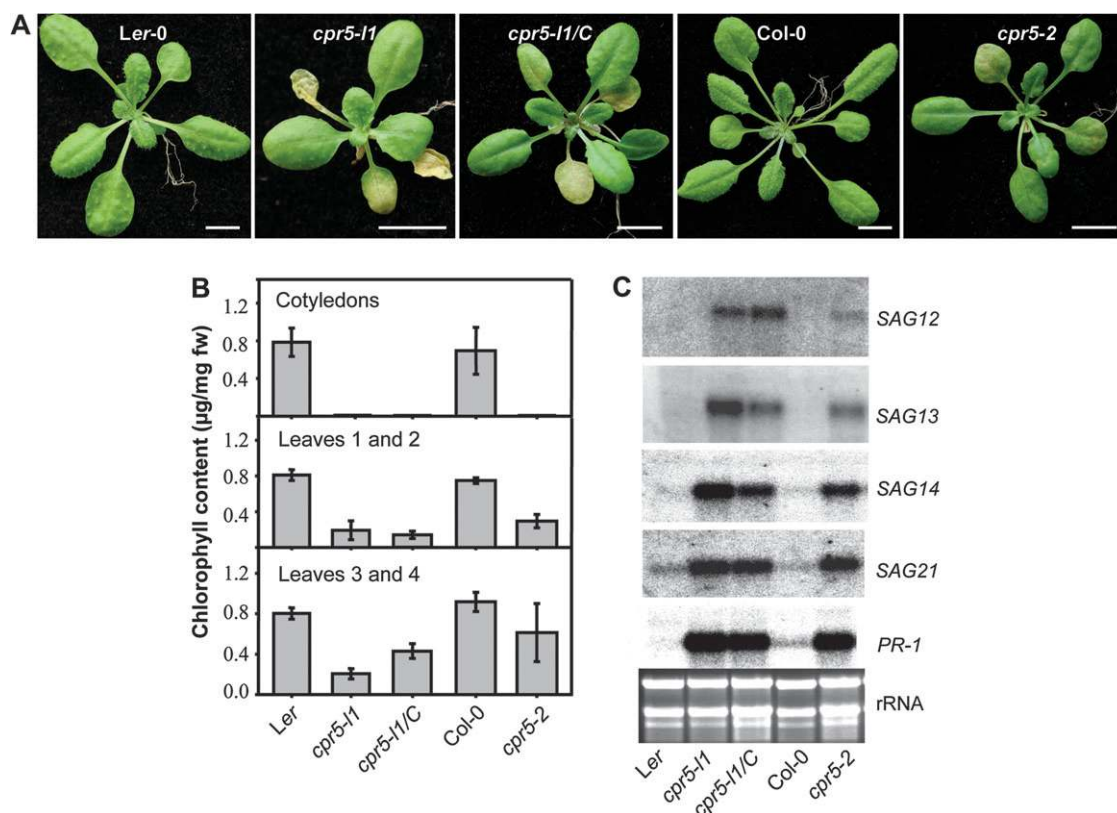 A
Ler-0
cpr5-l1
cpr5-l1/C
Col-0
cpr5-2
B
Chlorophyll content (µg/mg fw)
Cotyledons
1.2
0.8
0.4
Leaves 1 and 2
1.2
0.8
0.4
Leaves 3 and 4
1.2
0.8
0.4
0.0
Ler
cpr5-l1
cpr5-l1/C
Col-0
cpr5-2
C
SAG12
SAG13
SAG14
SAG21
PR-1
rRNA
Ler
cpr5-l1
cpr5-l1/C
Col-0
cpr5-2